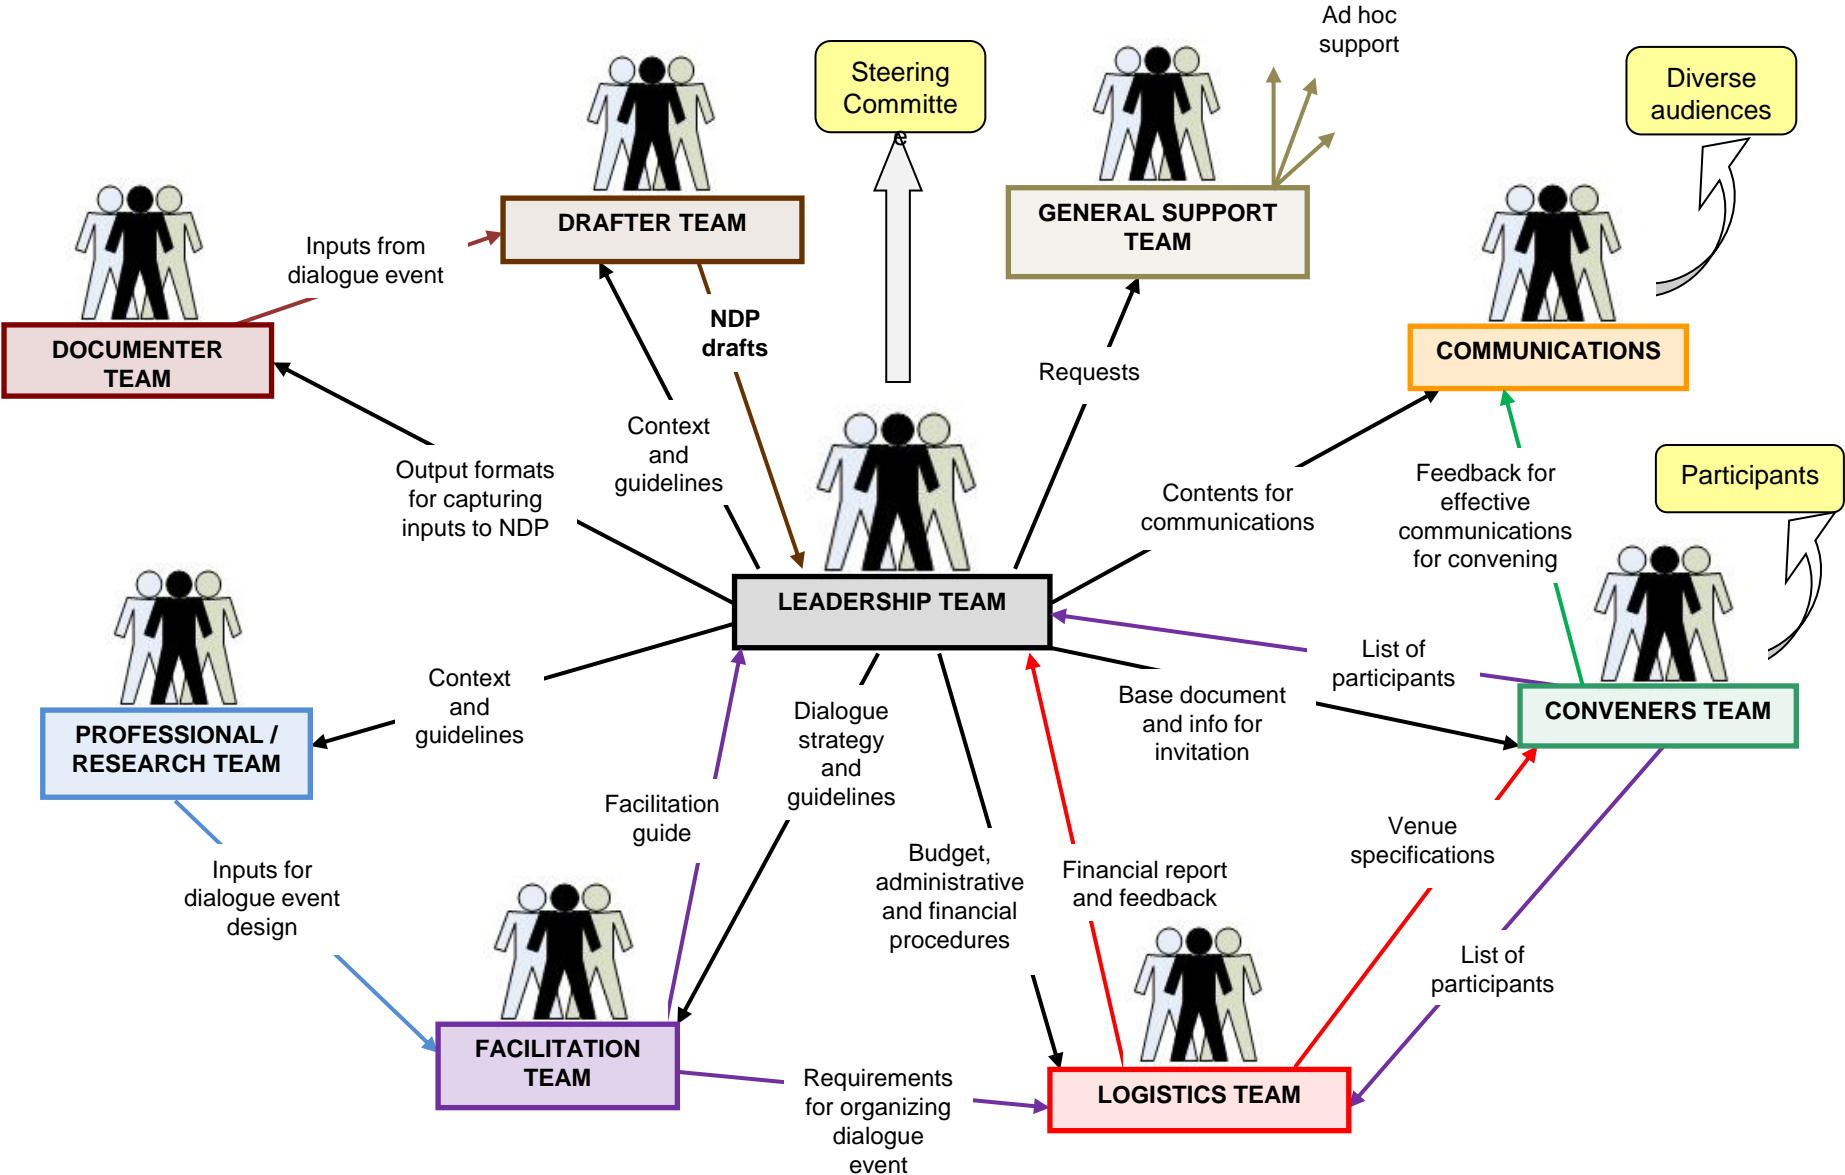 Ad hoc
support
Steering
Committe
e
Diverse
audiences
DRAFTER TEAM
GENERAL SUPPORT
TEAM
Inputs from
dialogue event
NDP
drafts
DOCUMENTER
TEAM
COMMUNICATIONS
Requests
Context
and
guidelines
Output formats
for capturing
inputs to NDP
Contents for
communications
Feedback for
effective
communications
for convening
Participants
LEADERSHIP TEAM
List of
participants
Context
and
guidelines
Base document
and info for
invitation
CONVENERS TEAM
PROFESSIONAL /
RESEARCH TEAM
Dialogue
strategy
and
guidelines
Facilitation
guide
Venue
specifications
Inputs for
dialogue event
design
Budget,
administrative
and financial
procedures
Financial report
and feedback
List of
participants
FACILITATION
TEAM
Requirements
for organizing
dialogue
event
LOGISTICS TEAM